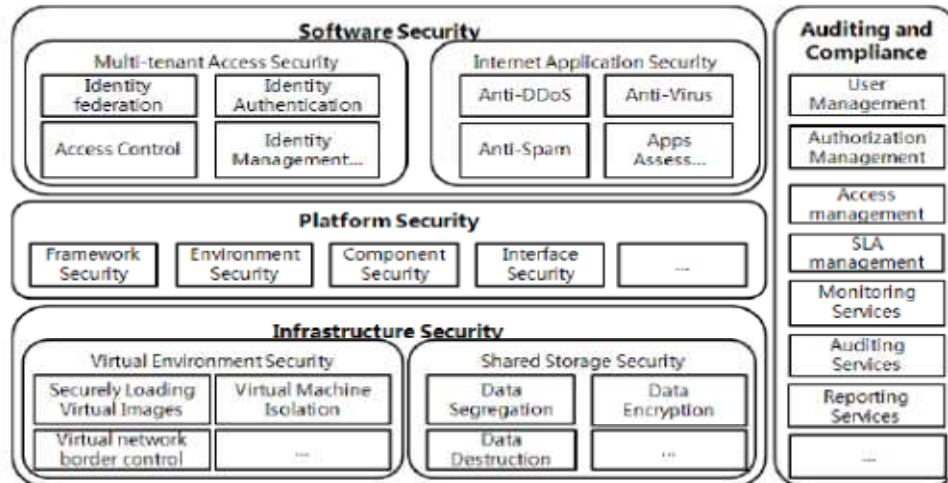 Software Security
Multi-tenant Access Security
Identity
federation
Identity
Authentication
Access Control
Identity
Management...
Internet Application Security
Anti-DDoS
Anti-Virus
Anti-Spam
Apps
Assess...
Platform Security
Framework
Security
Environment
Security
Component
Security
Interface
Security
...
Infrastructure Security
Virtual Environment Security
Securely Loading
Virtual Images
Virtual Machine
Isolation
Virtual network
border control
...
Shared Storage Security
Data
Segregation
Data
Encryption
Data
Destruction
...
Auditing and
Compliance
User
Management
Authorization
Management
Access
management
SLA
management
Monitoring
Services
Auditing
Services
Reporting
Services
...